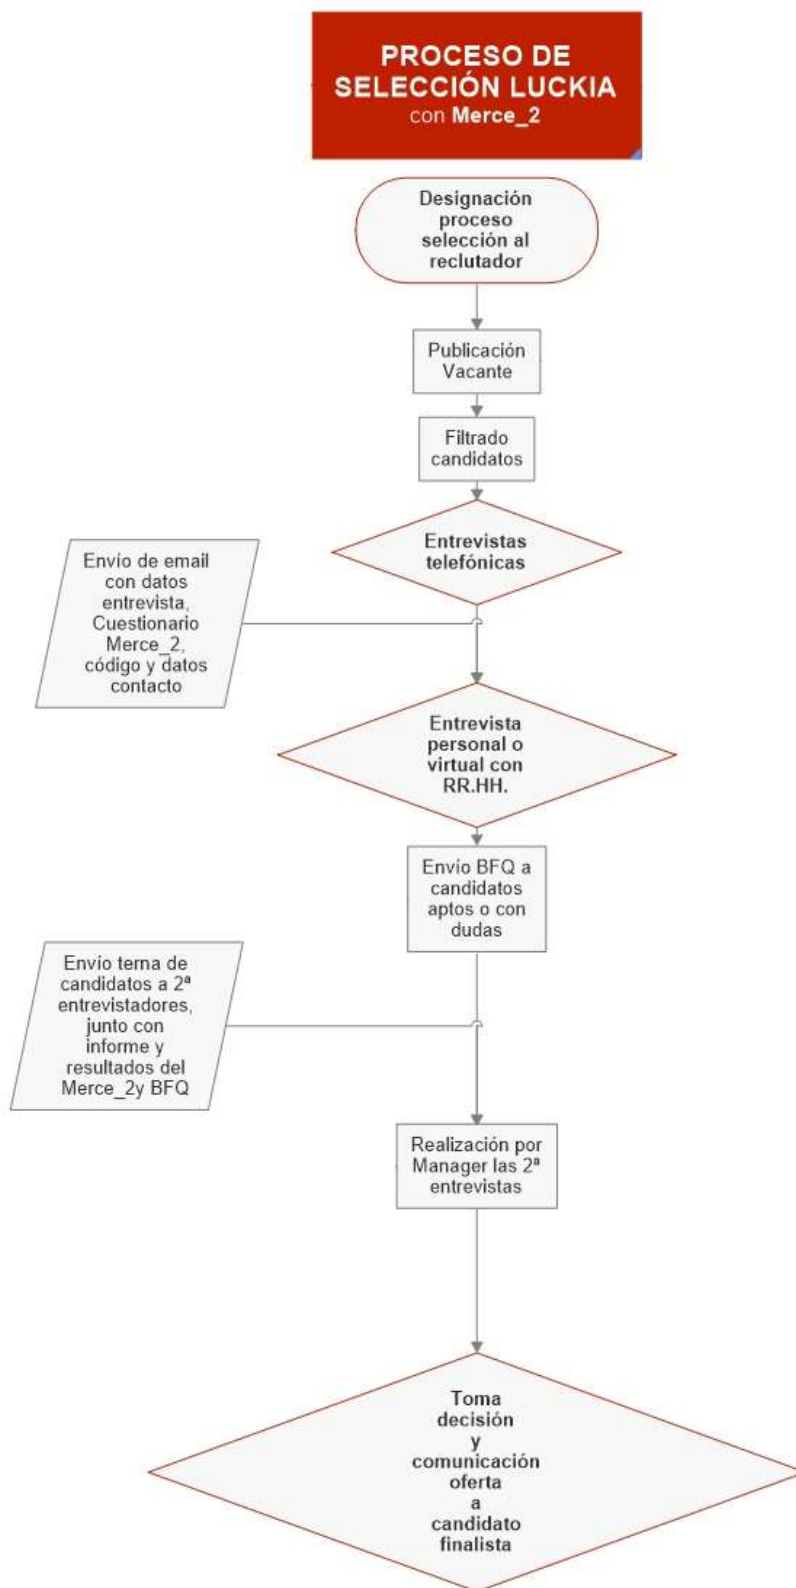 PROCESO DE
SELECCIÓN LUCKIA
con Merce_2
Designación
proceso
selección al
reclutador
Publicación
Vacante
Filtrado
candidatos
Entrevistas
telefónicas
Envío de email
con datos
entrevista,
Cuestionario
Merce_2,
código y datos
contacto
Entrevista
personal o
virtual con
RR.HH.
Envío BFQ a
candidatos
aptos o con
dudas
Envío terna de
candidatos a 2ª
entrevistadores,
junto con
informe y
resultados del
Merce_2y BFQ
Realización por
Manager las 2ª
entrevistas
Toma
decisión
y
comunicación
oferta
a
candidato
finalista